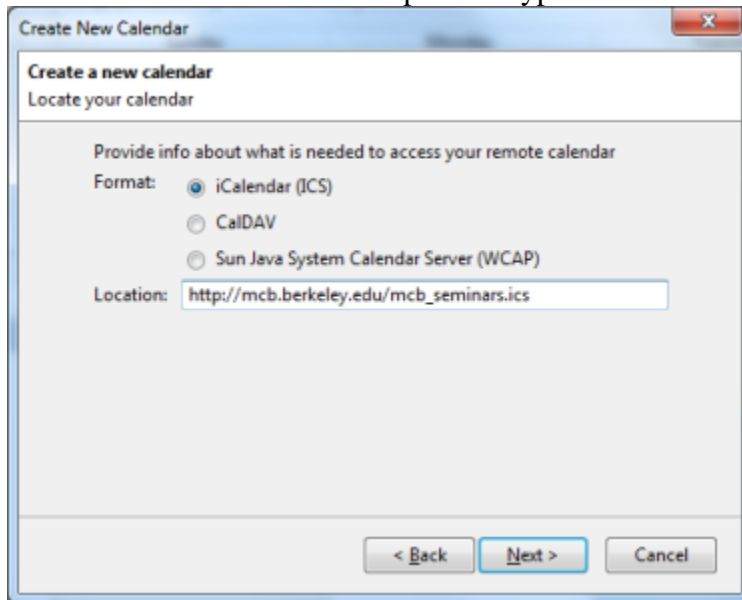 Create New Calendar
Create a new calendar
Locate your calendar
Provide info about what is needed to access your remote calendar
Format:
iCalendar (ICS)
CalDAV
Sun Java System Calendar Server (WCAP)
Location: http://mcb.berkeley.edu/mcb_seminars.ics
< Back Next > Cancel